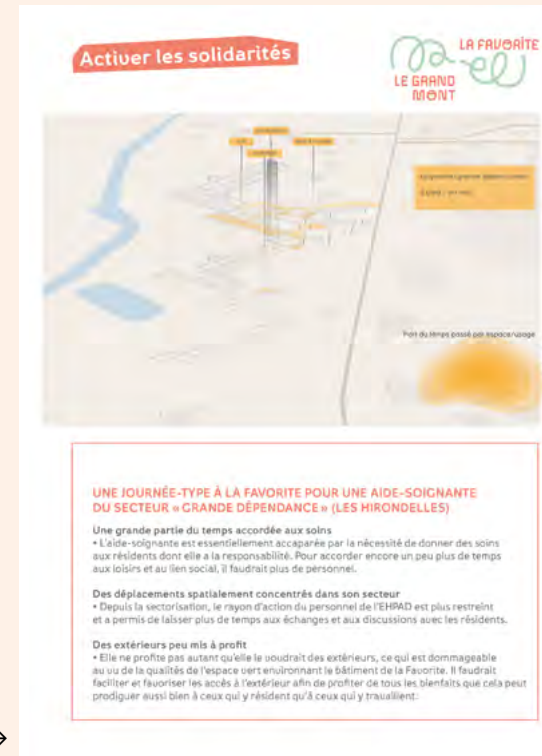 Activer les solidarités
LA FAVORITE
LE GRAND
MONT
Part du temps passé par espace/usage
UNE JOURNÉE-TYPE À LA FAVORITE POUR UNE AIDE-SOIGNANTE
DU SECTEUR « GRANDE DÉPENDANCE » (LES HIRONDELLES)
Une grande partie du temps accordée aux soins
• L'aide-soignante est essentiellement accaparée par la nécessité de donner des soins
aux résidents dont elle a la responsabilité. Pour accorder encore un peu plus de temps
aux loisirs et au lien social, il faudrait plus de personnel.
Des déplacements spatialement concentrés dans son secteur
• Depuis la sectorisation, le rayon d'action du personnel de l'EHPAD est plus restreint
et a permis de laisser plus de temps aux échanges et aux discussions avec les résidents.
Des extérieurs peu mis à profit
• Elle ne profite pas autant qu'elle le voudrait des extérieurs, ce qui est dommageable
au vu de la qualités de l'espace vert environnant le bâtiment de la Favorite. Il faudrait
faciliter et favoriser les accès à l'extérieur afin de profiter de tous les bienfaits que cela peut
prodiguer aussi bien à ceux qui y résident qu'à ceux qui y travaillent.